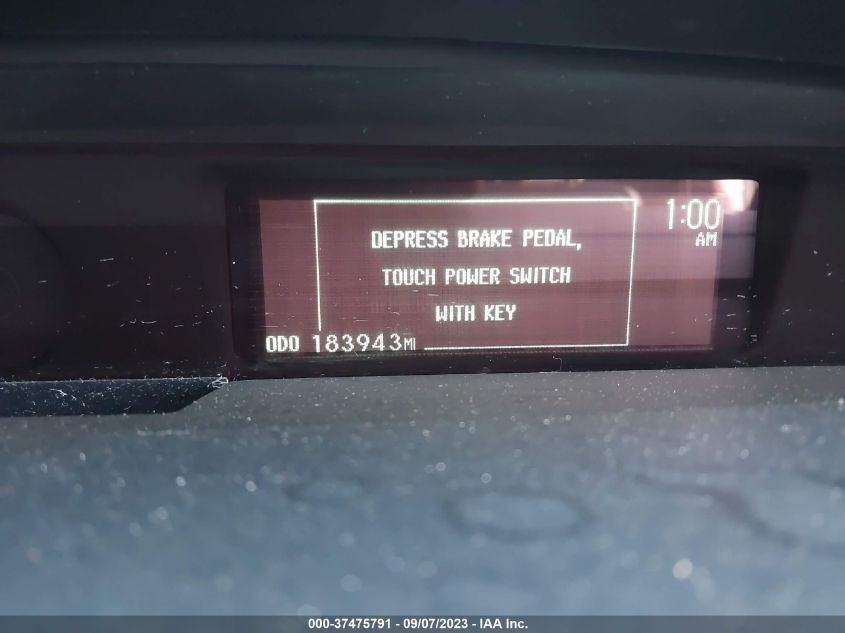 DEPRESS BRAKE PEDAL,
TOUCH POWER SWITCH
WITH KEY
1:00
AM
ODO 183943MI
000-37475791 - 09/07/2023 - IAA Inc.